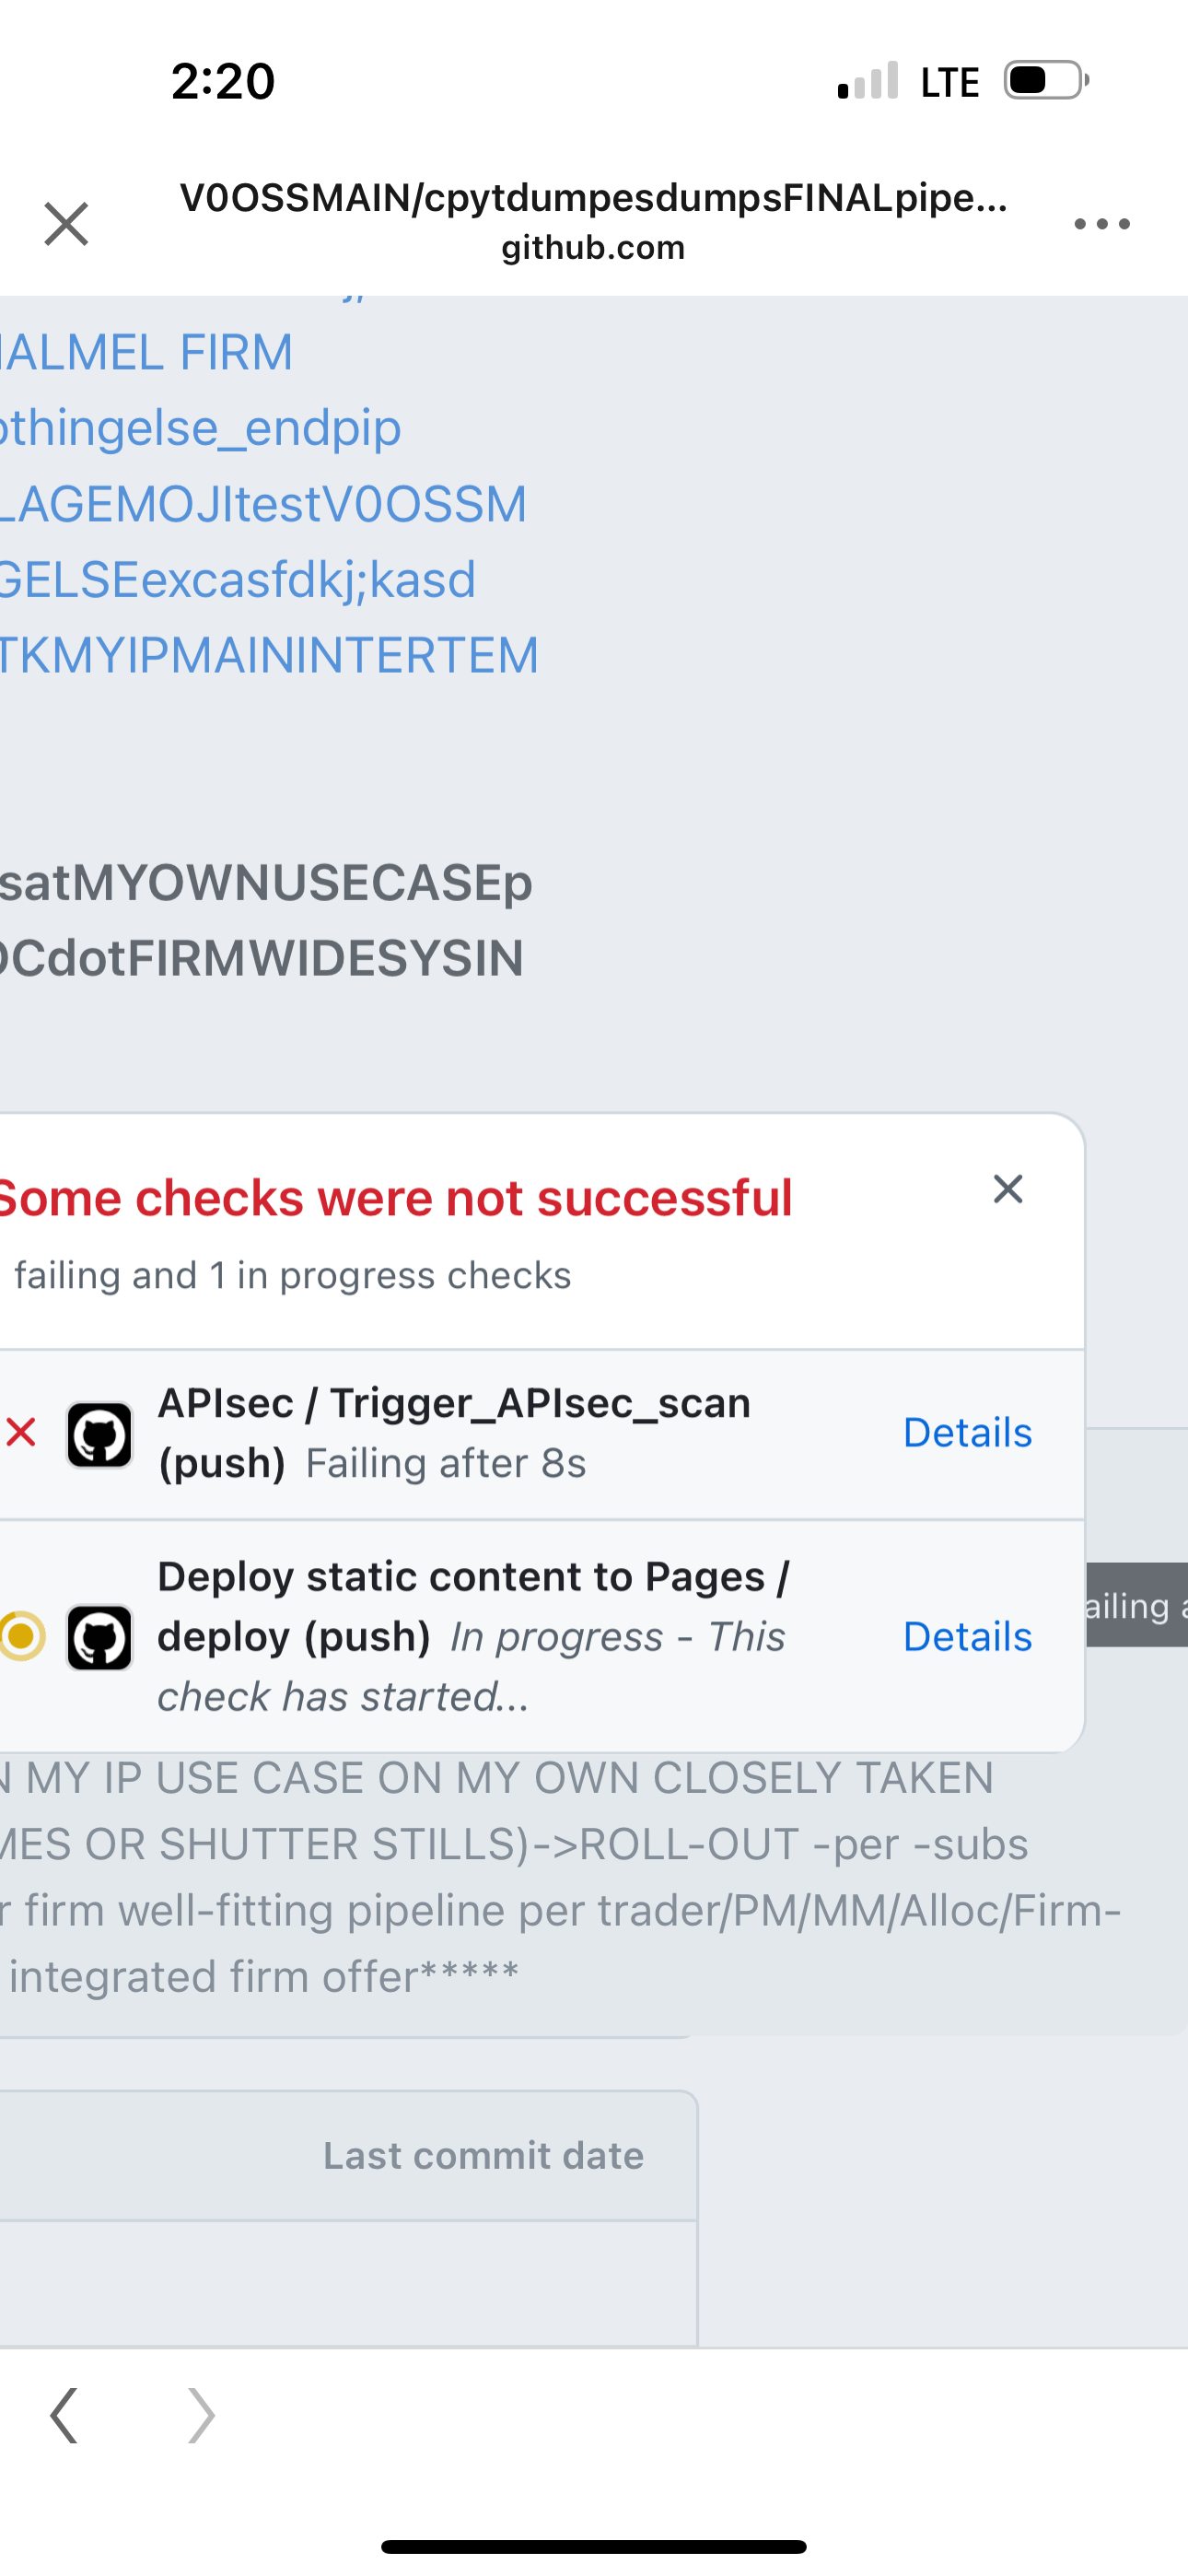 2:20
LTE
V0OSSMAIN/cpytdumpesdumpsFINALpipe...
github.com
ALMEL FIRM
othingelse_endpip
LAGEMOJItestV0OSSM
GELSEexcasfdkj;kasd
TKMYIPMAININTERTEM
satMYOWNUSECASEp
OCdotFIRMWIDESYSIN
Some checks were not successful
failing and 1 in progress checks
APIsec / Trigger_APIsec_scan
(push) Failing after 8s
Details
Deploy static content to Pages /
deploy (push) In progress - This
check has started...
Details
ailing a
N MY IP USE CASE ON MY OWN CLOSELY TAKEN
MES OR SHUTTER STILLS)->ROLL-OUT -per -subs
r firm well-fitting pipeline per trader/PM/MM/Alloc/Firm-
integrated firm offer*****
Last commit date